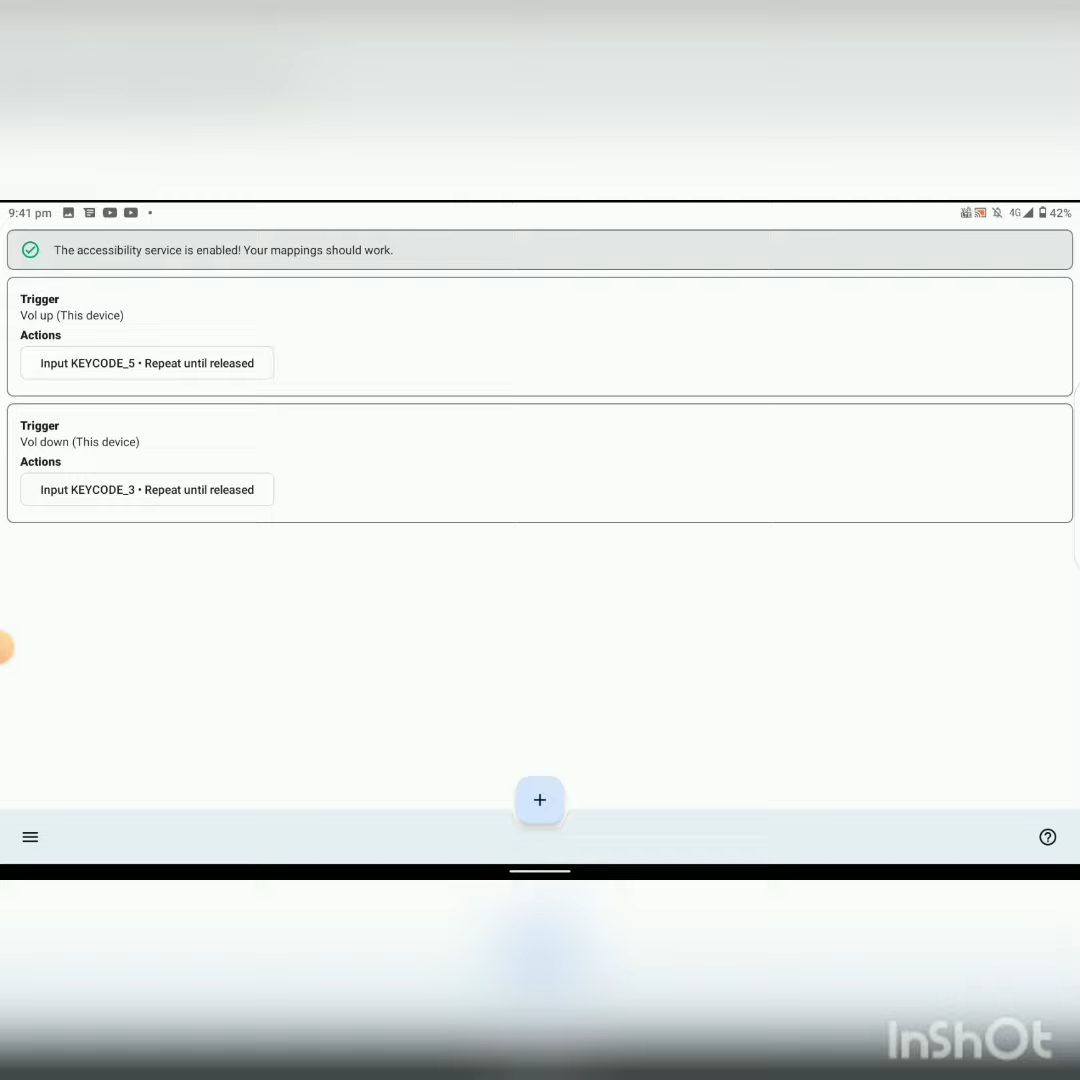 9:41 pm
4G 42%
The accessibility service is enabled! Your mappings should work.
Trigger
Vol up (This device)
Actions
Input KEYCODE_5 • Repeat until released
Trigger
Vol down (This device)
Actions
Input KEYCODE_3 • Repeat until released
InShOt